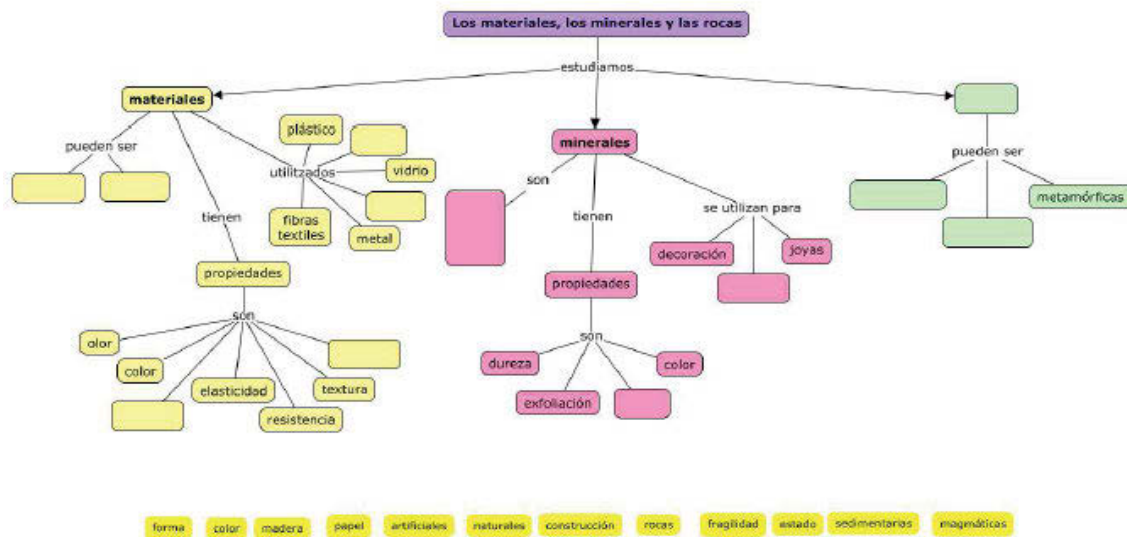 Los materiales, los minerales y las rocas
estudiamos
materiales
pueden ser
tienen
utilitzados
plástico
vidrio
fibras
textiles
metal
propiedades
son
olor
color
elasticidad
resistencia
textura
minerales
son
tienen
se utilizan para
decoración
joyas
propiedades
son
dureza
exfoliación
color
pueden ser
metamórficas
forma color madera papel artificiales naturales construcción rocas fragilidad estado sedimentarias magmáticas